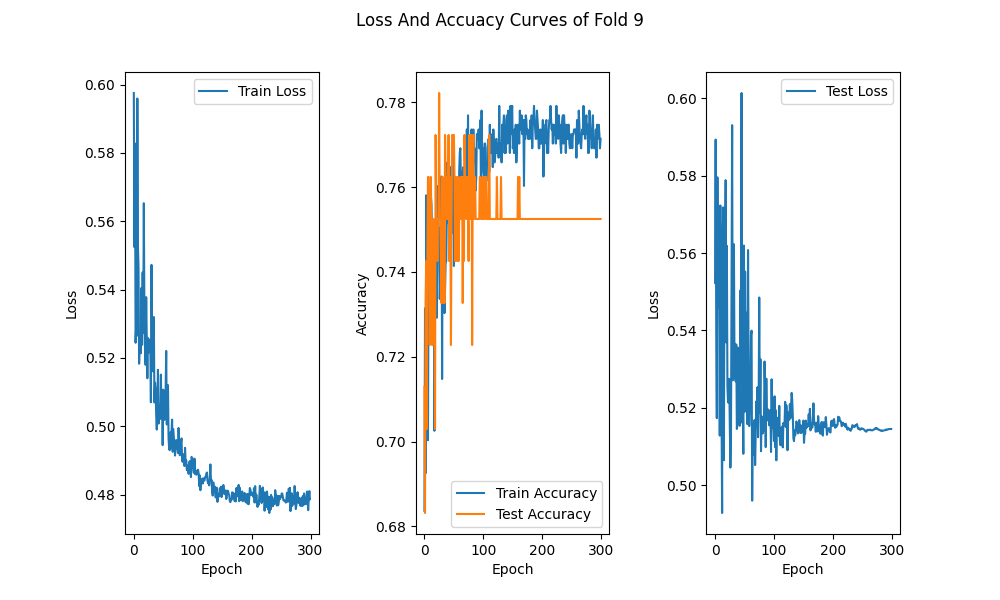 Loss And Accuacy Curves of Fold 9
Train Loss
0.60
0.58
0.56
0.54
0.52
0.50
0.48
Loss
0 100 200 300
Epoch
0.78
0.76
0.74
0.72
0.70
0.68
Accuracy
Train Accuracy
Test Accuracy
0 100 200 300
Epoch
Test Loss
0.60
0.58
0.56
0.54
0.52
0.50
Loss
0 100 200 300
Epoch